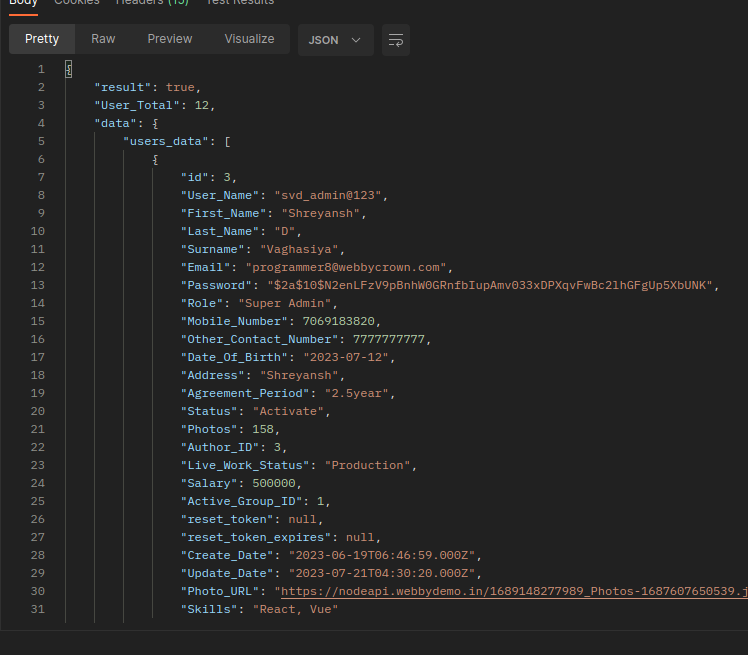 Body Cookies Headers (15) Test Results
Pretty Raw Preview Visualize JSON
1 {
2 "result": true,
3 "User_Total": 12,
4 "data": {
5 "users_data": [
6 {
7 "id": 3,
8 "User_Name": "svd_admin@123",
9 "First_Name": "Shreyansh",
10 "Last_Name": "D",
11 "Surname": "Vaghasiya",
12 "Email": "programmer8@webbycrown.com",
13 "Password": "$2a$10$N2enLFzV9pBnhW0GRnfbIupAmv033xDPXqvFwBc2lhGFgUp5XbUNK",
14 "Role": "Super Admin",
15 "Mobile_Number": 7069183820,
16 "Other_Contact_Number": 7777777777,
17 "Date_Of_Birth": "2023-07-12",
18 "Address": "Shreyansh",
19 "Agreement_Period": "2.5year",
20 "Status": "Activate",
21 "Photos": 158,
22 "Author_ID": 3,
23 "Live_Work_Status": "Production",
24 "Salary": 500000,
25 "Active_Group_ID": 1,
26 "reset_token": null,
27 "reset_token_expires": null,
28 "Create_Date": "2023-06-19T06:46:59.000Z",
29 "Update_Date": "2023-07-21T04:30:20.000Z",
30 "Photo_URL": "https://nodeapi.webbydemo.in/1689148277989_Photos-1687607650539.j
31 "Skills": "React, Vue"